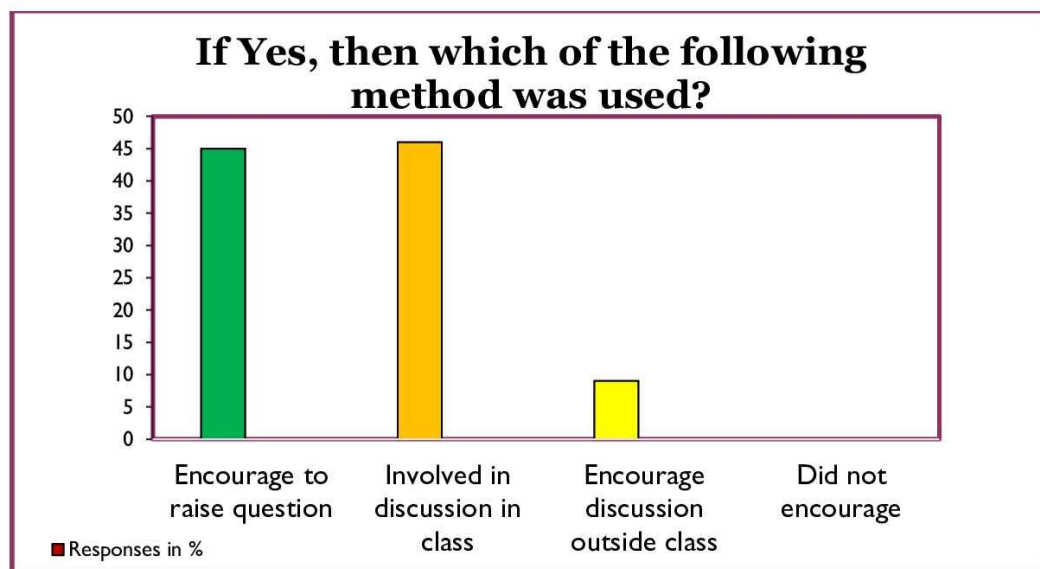 If Yes, then which of the following
method was used?
50
45
40
35
30
25
20
15
10
5
0
Encourage to
raise question
Involved in
discussion in
class
Encourage
discussion
outside class
Did not
encourage
Responses in %